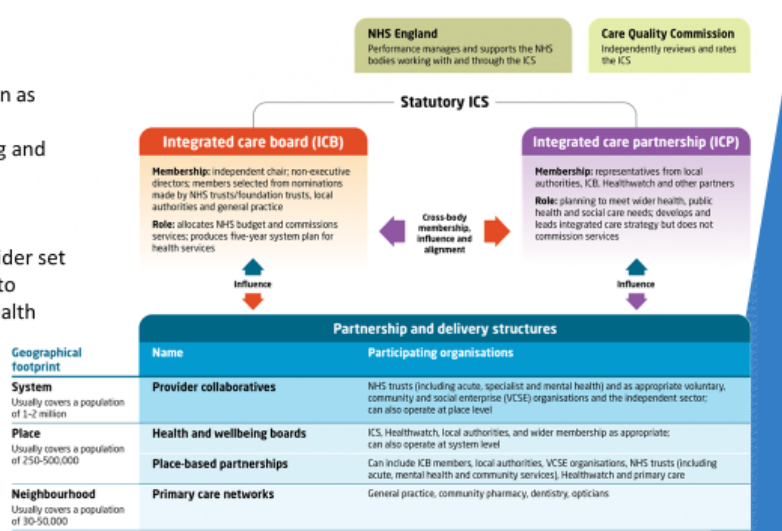 n as
g and
ider set
to
alth
NHS England
Performance manages and supports the NHS
bodies working with and through the ICS
Care Quality Commission
Independently reviews and rates
the ICS
Statutory ICS
Integrated care board (ICB)
Membership: independent chair; non-executive
directors; members selected from nominations
made by NHS trusts/foundation trusts, local
authorities and general practice
Role: allocates NHS budget and commissions
services; produces five-year system plan for
health services
Cross-body
membership,
influence and
alignment
Integrated care partnership (ICP)
Membership: representatives from local
authorities, ICB, Healthwatch and other partners
Role: planning to meet wider health, public
health and social care needs; develops and
leads integrated care strategy but does not
commission services
Influence
Influence
Partnership and delivery structures
Geographical
footprint
Name
Participating organisations
System
Usually covers a population
of 1-2 million
Provider collaboratives
NHS trusts (including acute, specialist and mental health) and as appropriate voluntary,
community and social enterprise (VCSE) organisations and the independent sector;
can also operate at place level
Place
Usually covers a population
of 250-500,000
Health and wellbeing boards
ICS, Healthwatch, local authorities, and wider membership as appropriate;
can also operate at system level
Place-based partnerships
Can include ICB members, local authorities, VCSE organisations, NHS trusts (including
acute, mental health and community services), Healthwatch and primary care
Neighbourhood
Usually covers a population
of 30-50,000
Primary care networks
General practice, community pharmacy, dentistry, opticians